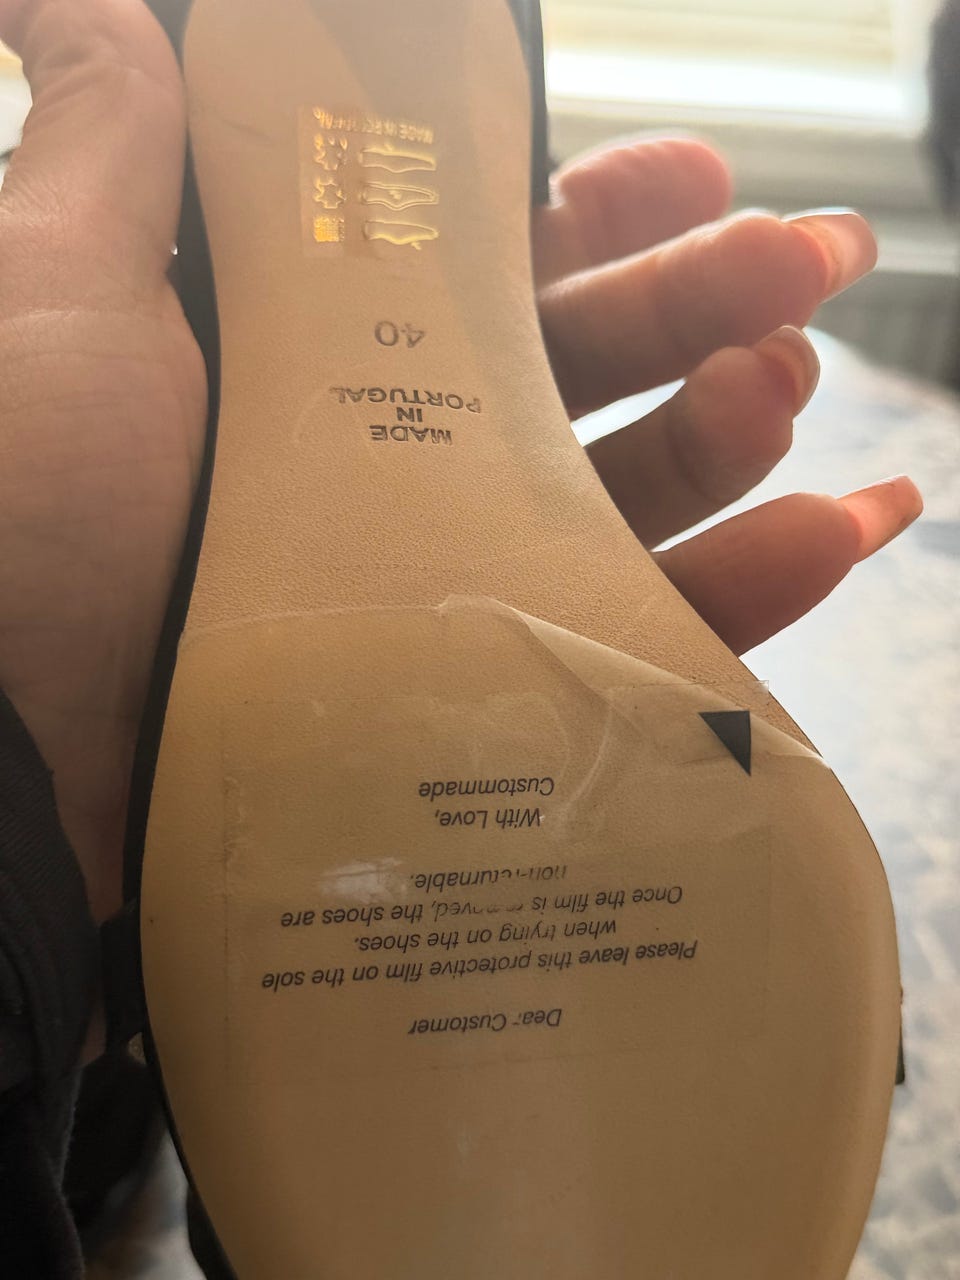 Dear Customer
Please leave this protective film on the sole
when trying on the shoes.
Once the film is removed, the shoes are
non-returnable.
With Love,
Custommade
MADE
IN
PORTUGAL
40
MADE IN PORTUGAL